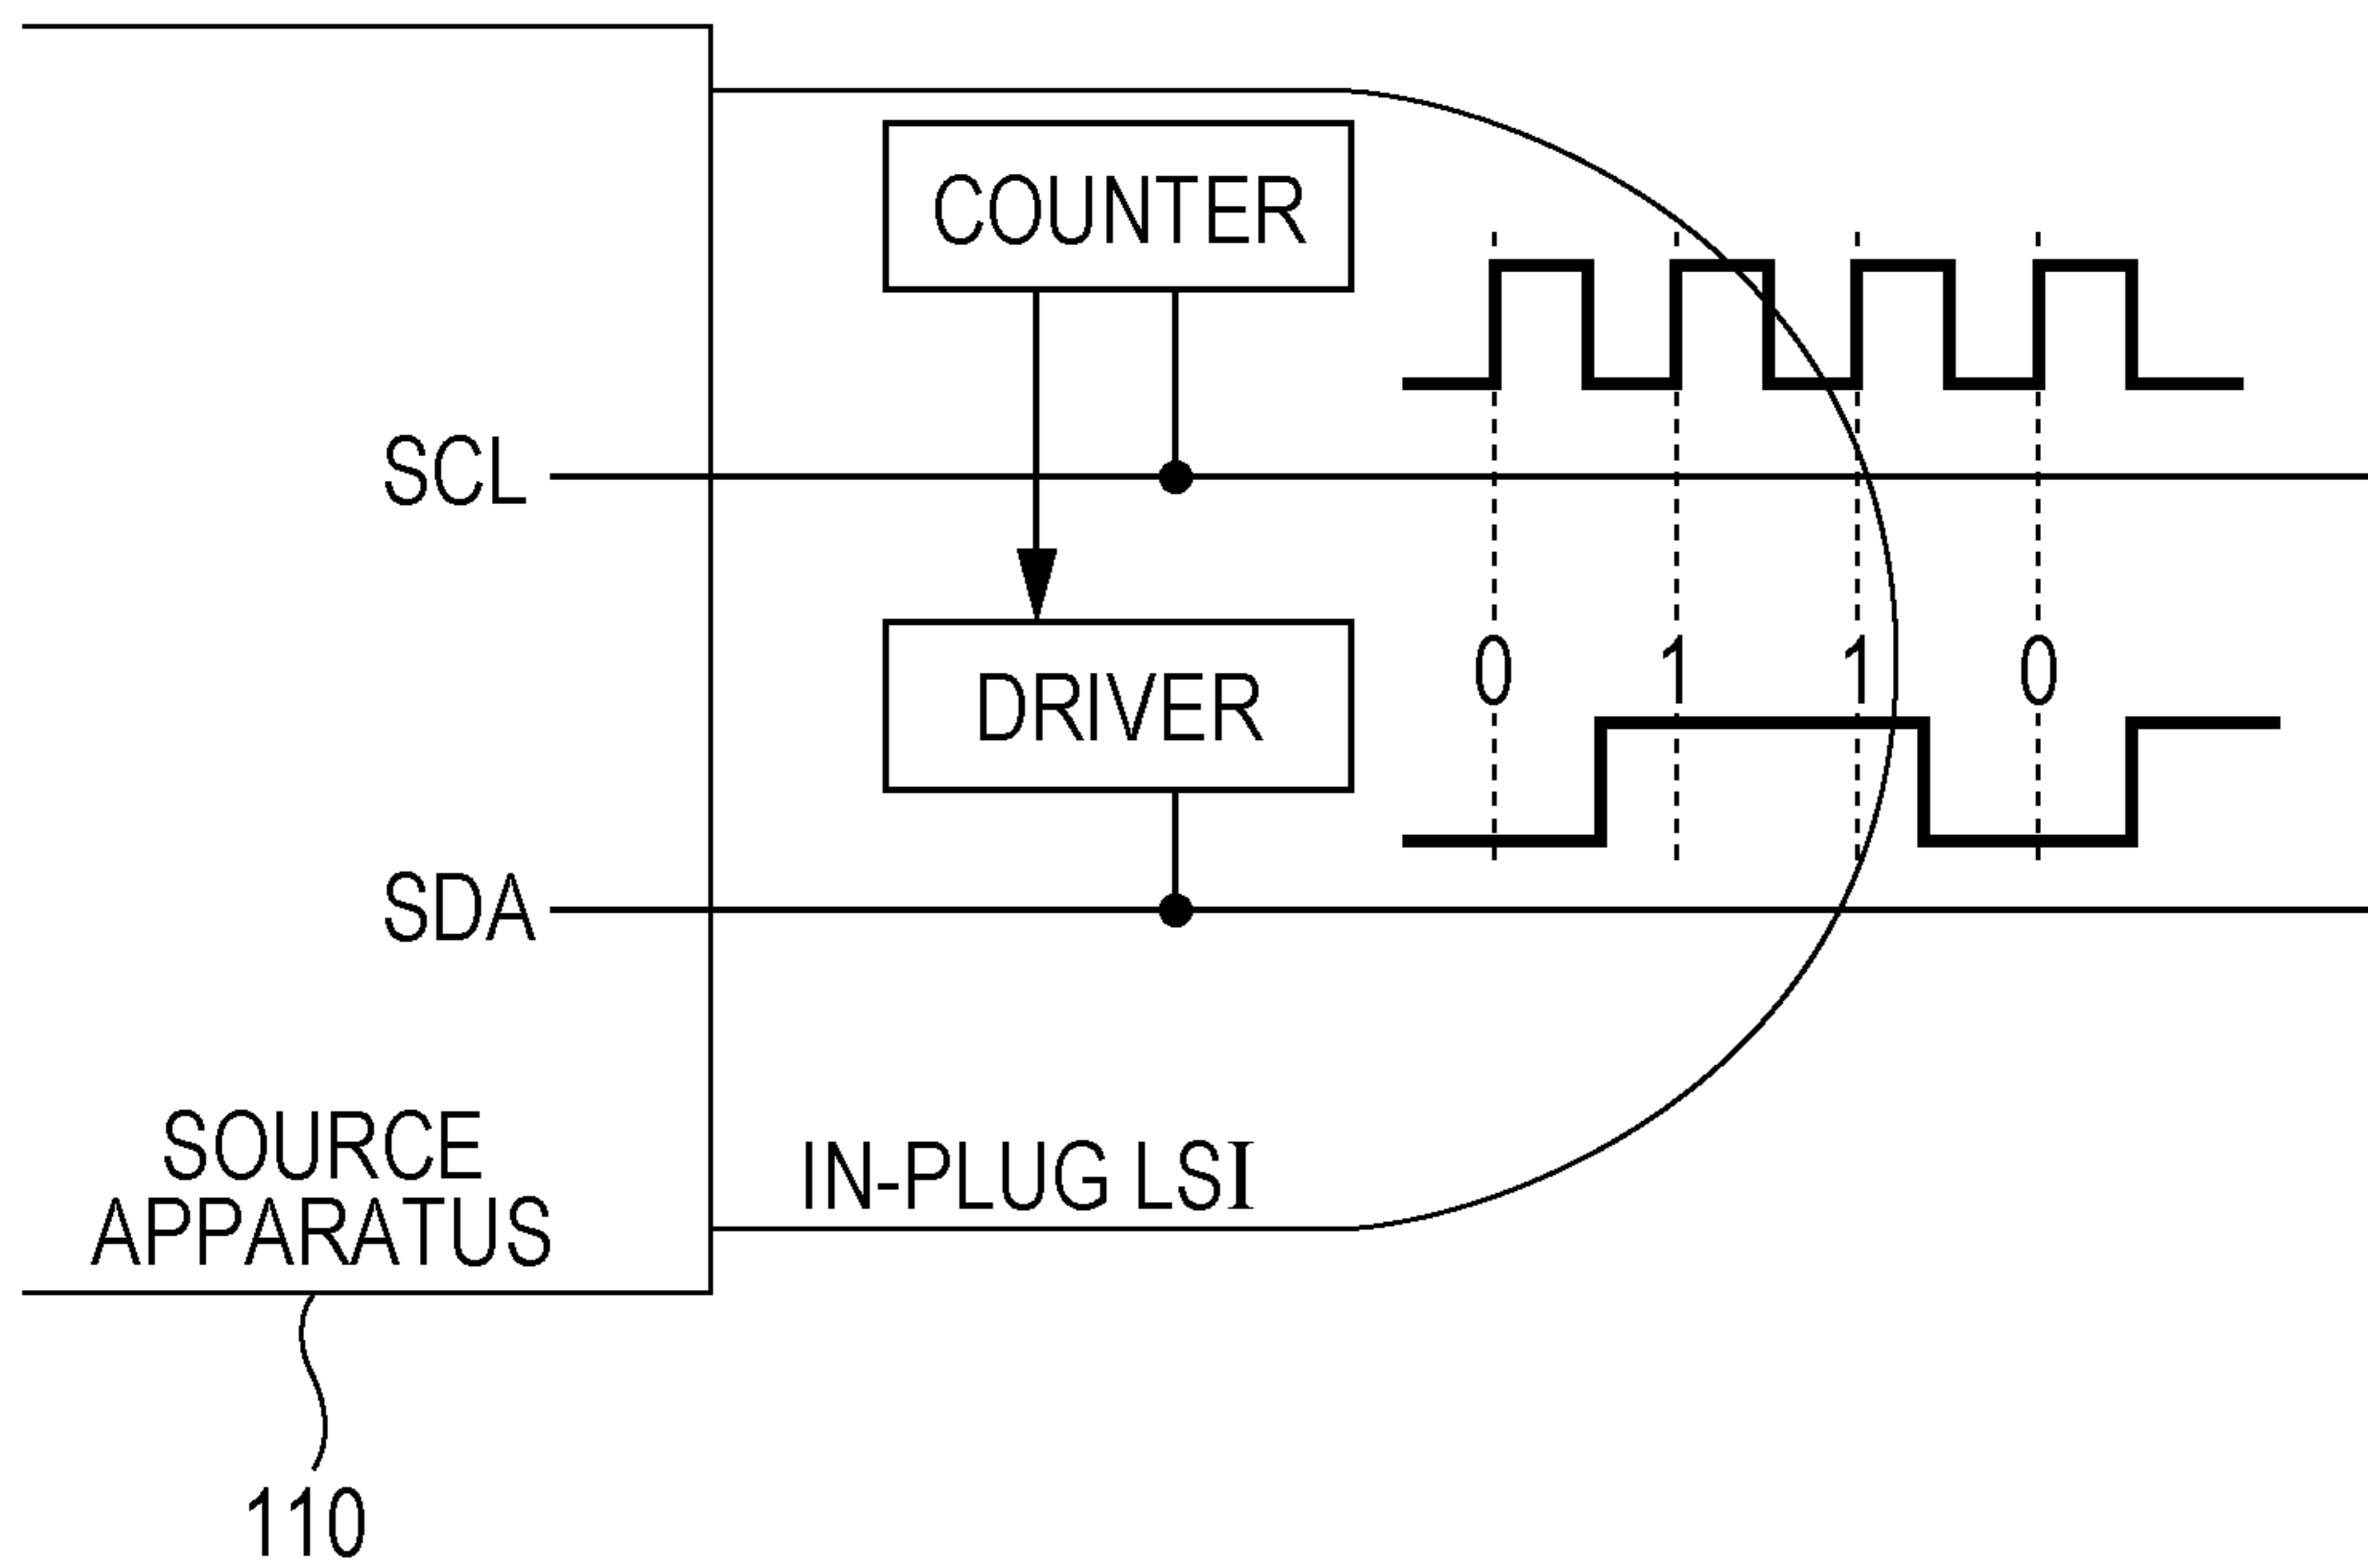 COUNTER
SCL
0 1 1 0
DRIVER
SDA
SOURCE
APPARATUS
IN-PLUG LSI
110